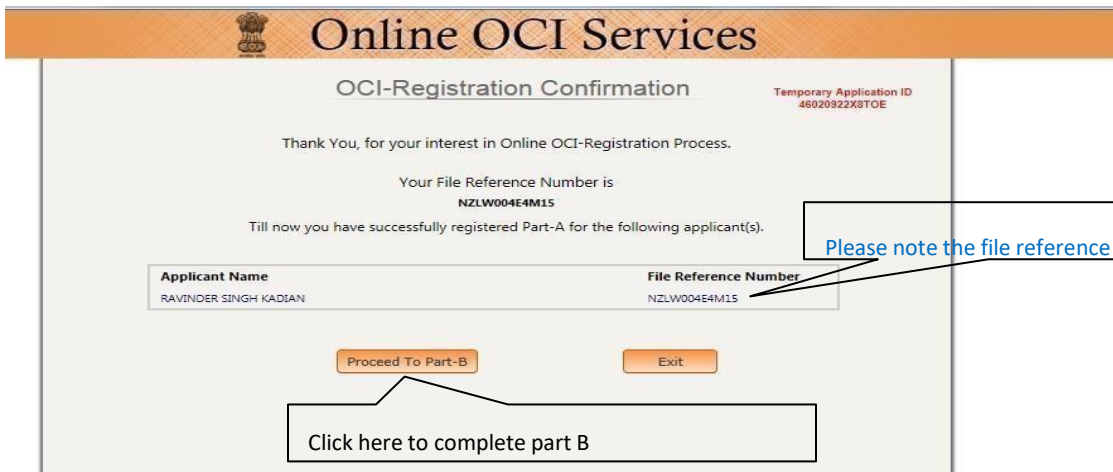 Online OCI Services
OCI-Registration Confirmation
Temporary Application ID
46020922X8TOE
Thank You, for your interest in Online OCI-Registration Process.
Your File Reference Number is
NZLW004E4M15
Till now you have successfully registered Part-A for the following applicant(s).
Please note the file reference
Applicant Name File Reference Number
RAVINDER SINGH KADIAN NZLW004E4M15
Proceed To Part-B Exit
Click here to complete part B